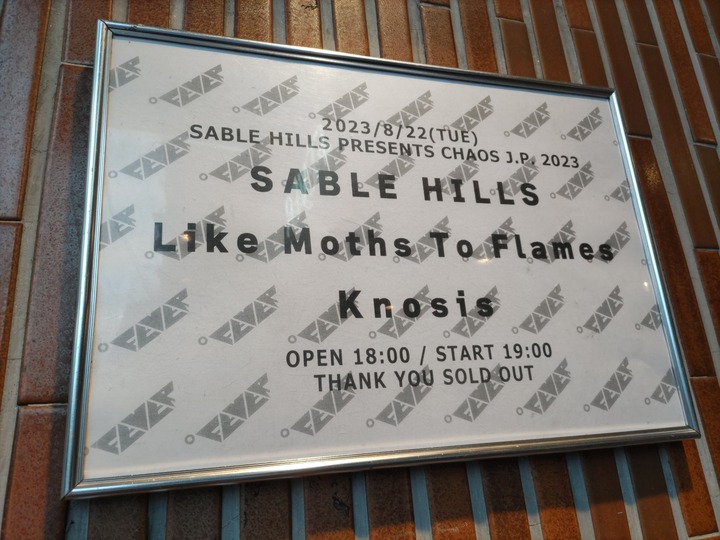 2023/8/22(TUE)
SABLE HILLS PRESENTS CHAOS J.P. 2023
SABLE HILLS
Like Moths To Flames
Knosis
OPEN 18:00 / START 19:00
THANK YOU SOLD OUT